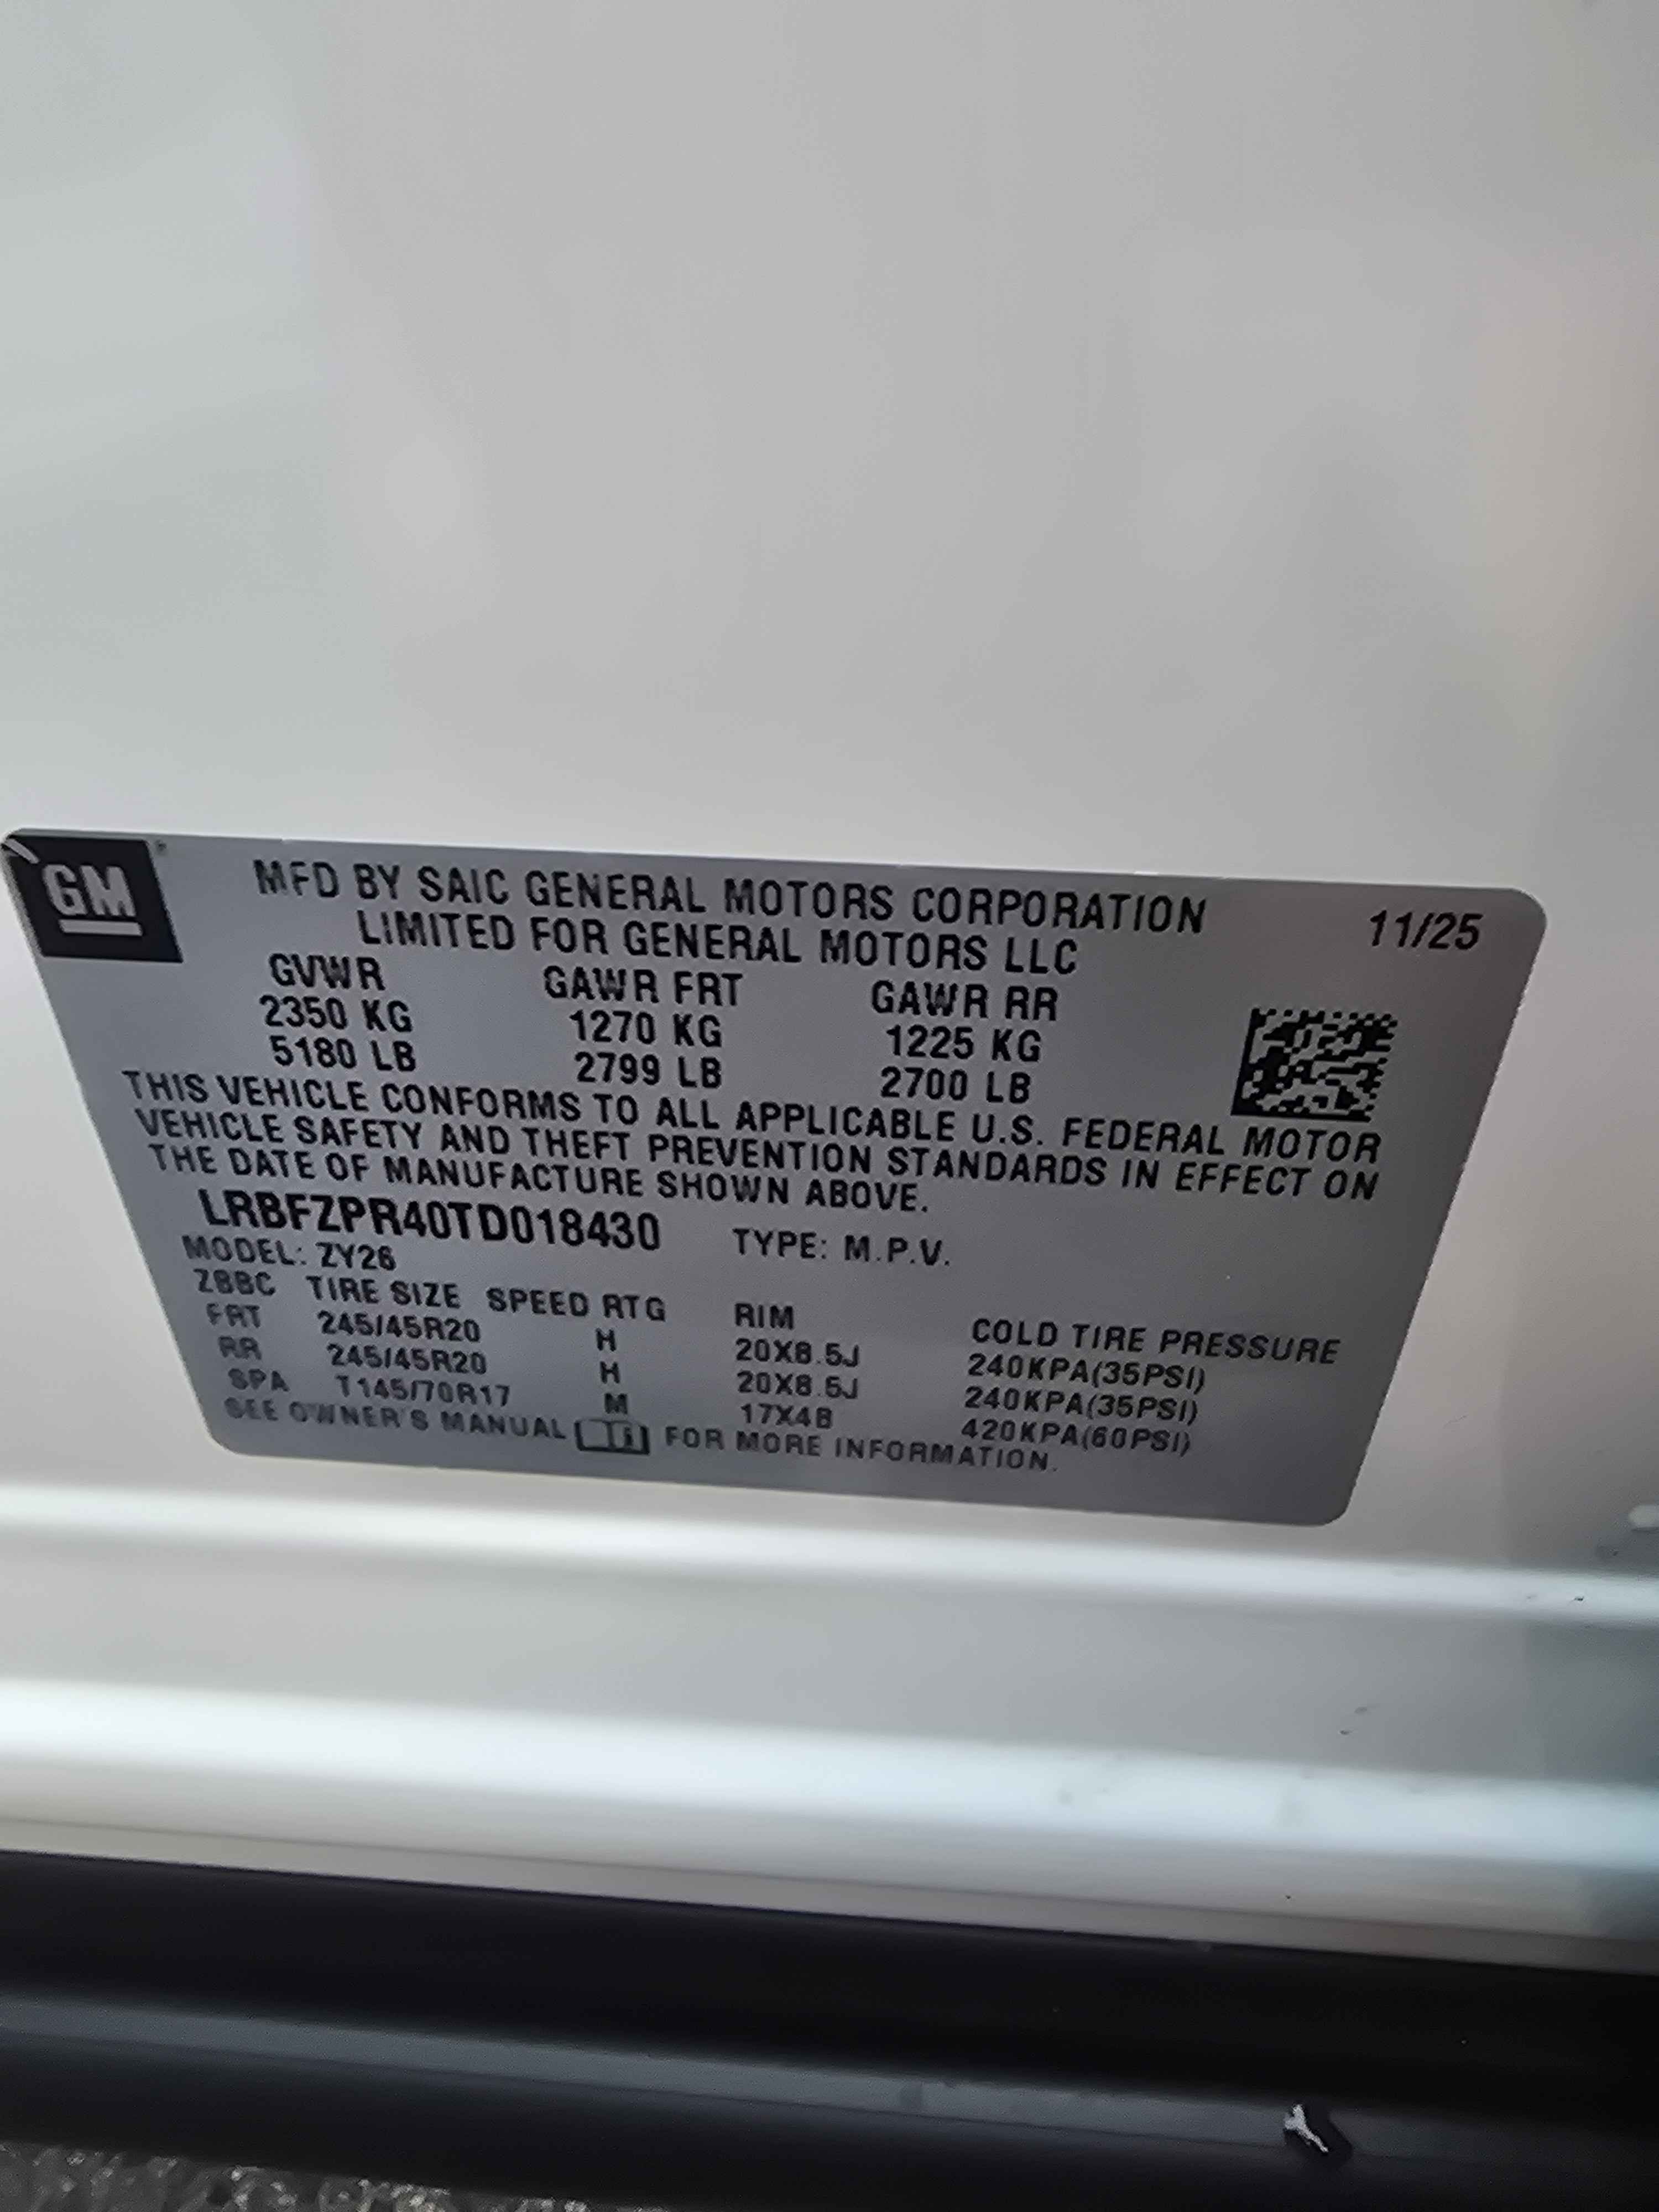 GM
MFD BY SAIC GENERAL MOTORS CORPORATION
LIMITED FOR GENERAL MOTORS LLC
11/25
GVWR GAWR FRT GAWR RR
2350 KG 1270 KG 1225 KG
5180 LB 2799 LB 2700 LB
THIS VEHICLE CONFORMS TO ALL APPLICABLE U.S. FEDERAL MOTOR
VEHICLE SAFETY AND THEFT PREVENTION STANDARDS IN EFFECT ON
THE DATE OF MANUFACTURE SHOWN ABOVE.
LRBFZPR40TD018430 TYPE: M.P.V.
MODEL: ZY26
ZBBC TIRE SIZE SPEED RTG RIM COLD TIRE PRESSURE
FRT 245/45R20 H 20X8.5J 240KPA(35PSI)
RR 245/45R20 H 20X8.5J 240KPA(35PSI)
SPA T145/70R17 M 17X4B 420KPA(60PSI)
SEE OWNER'S MANUAL FOR MORE INFORMATION.